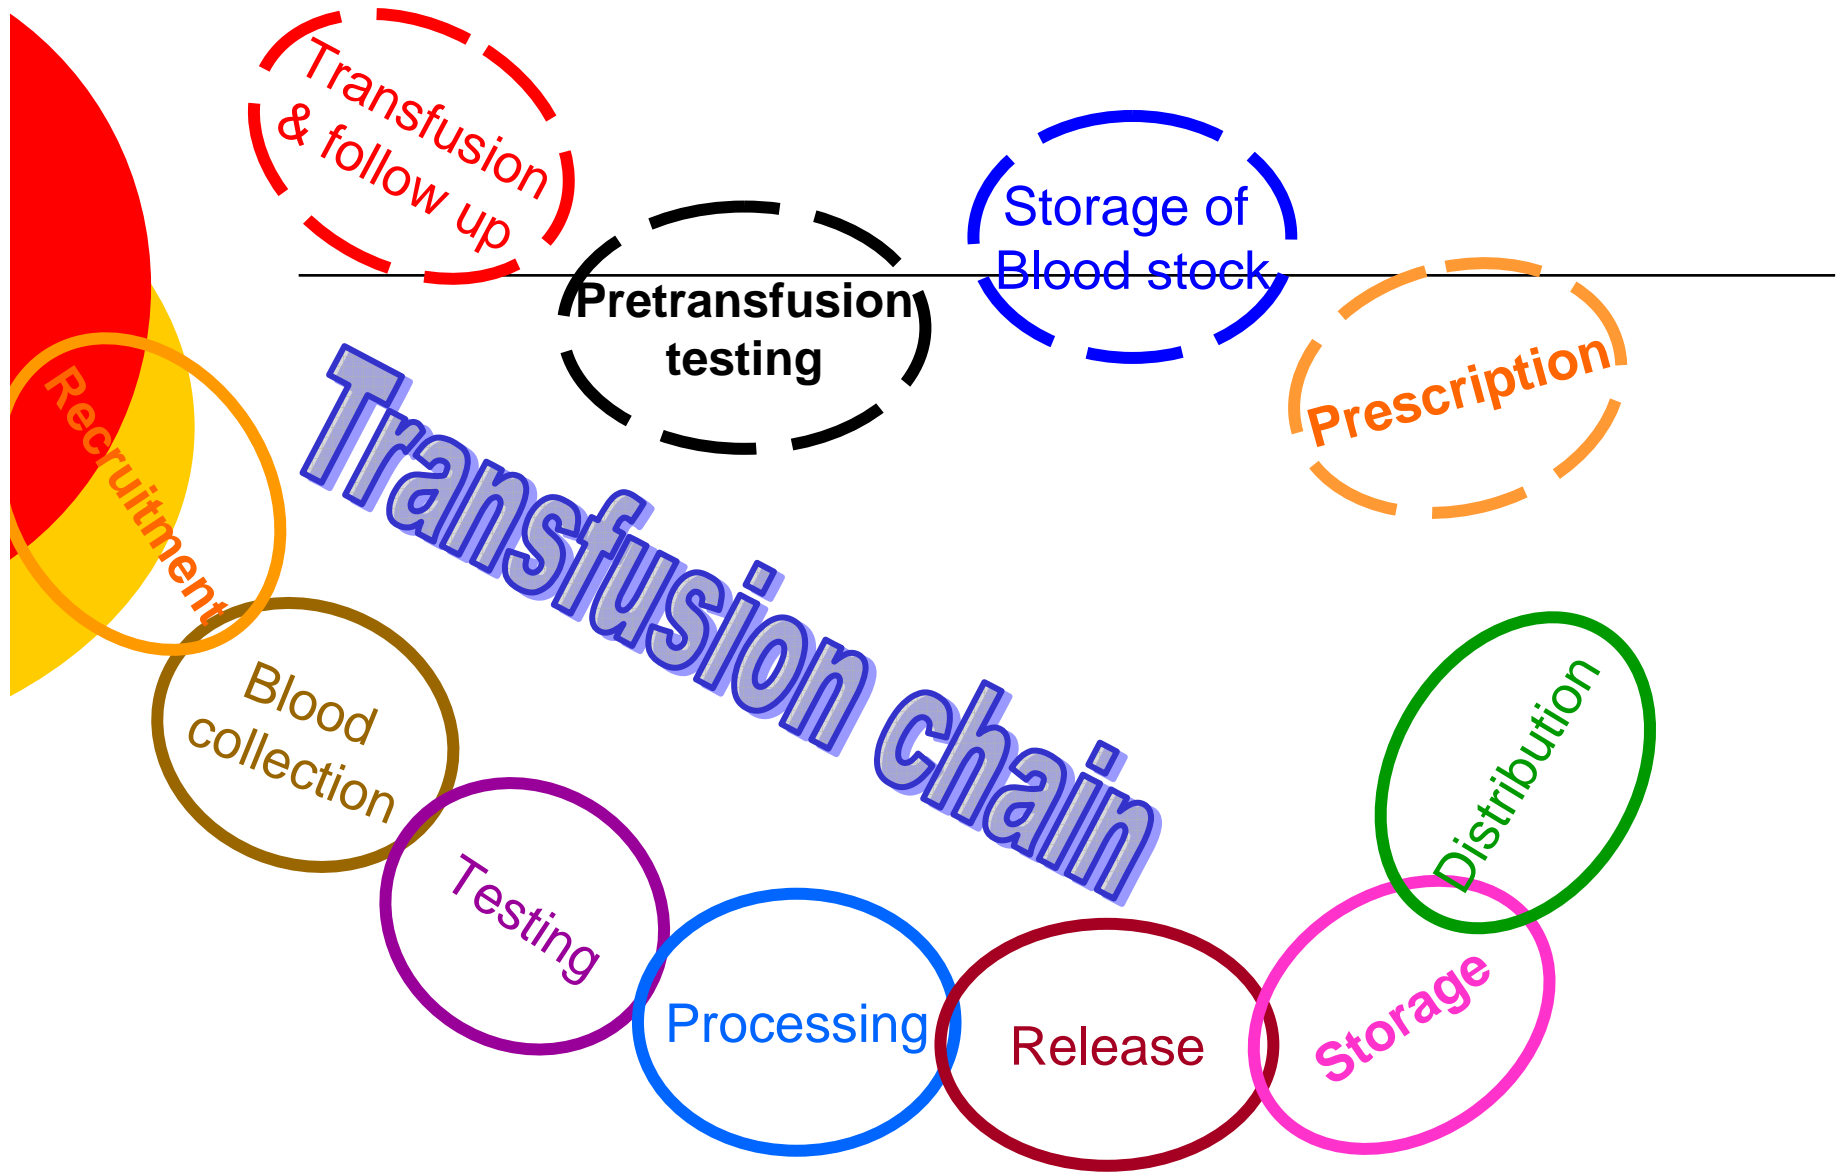 Transfusion
& follow up
Storage of
Blood stock
Pretransfusion
testing
Prescription
Recruitment
Transfusion chain
Blood
collection
Testing
Processing
Release
Storage
Distribution